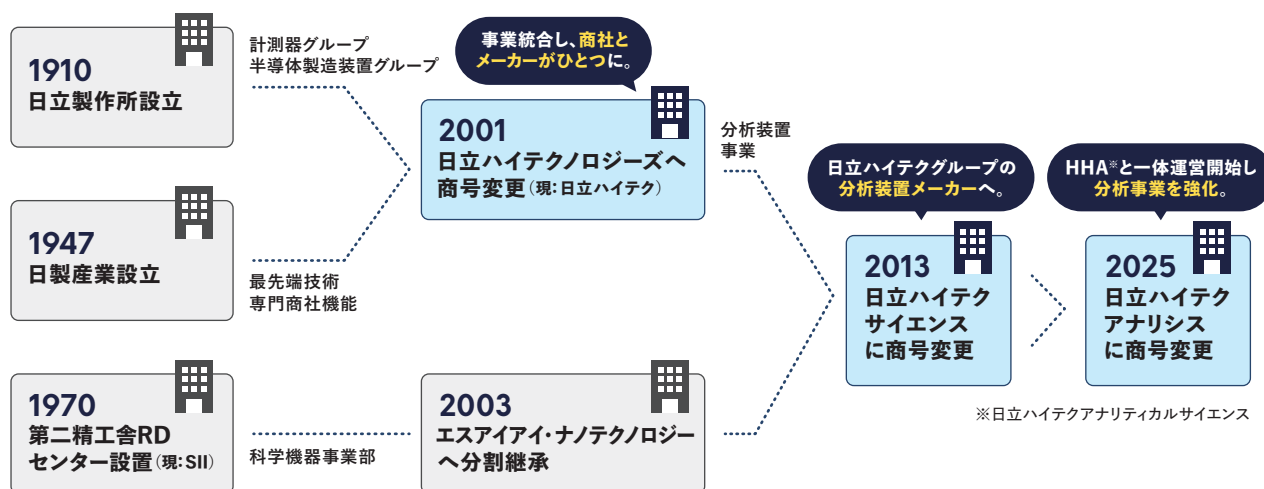 1910
日立製作所設立
計測器グループ
半導体製造装置グループ
1947
日製産業設立
最先端技術
専門商社機能
事業統合し、商社と
メーカーがひとつに。
2001
日立ハイテクノロジーズへ
商号変更(現:日立ハイテク)
分析装置
事業
1970
第二精工舎RD
センター設置(現:SII)
科学機器事業部
2003
エスアイアイ・ナノテクノロジー
へ分割継承
日立ハイテクグループの
分析装置メーカーへ。
2013
日立ハイテク
サイエンス
に商号変更
HHA※と一体運営開始し
分析事業を強化。
2025
日立ハイテク
アナリシス
に商号変更
※日立ハイテクアナリティカルサイエンス